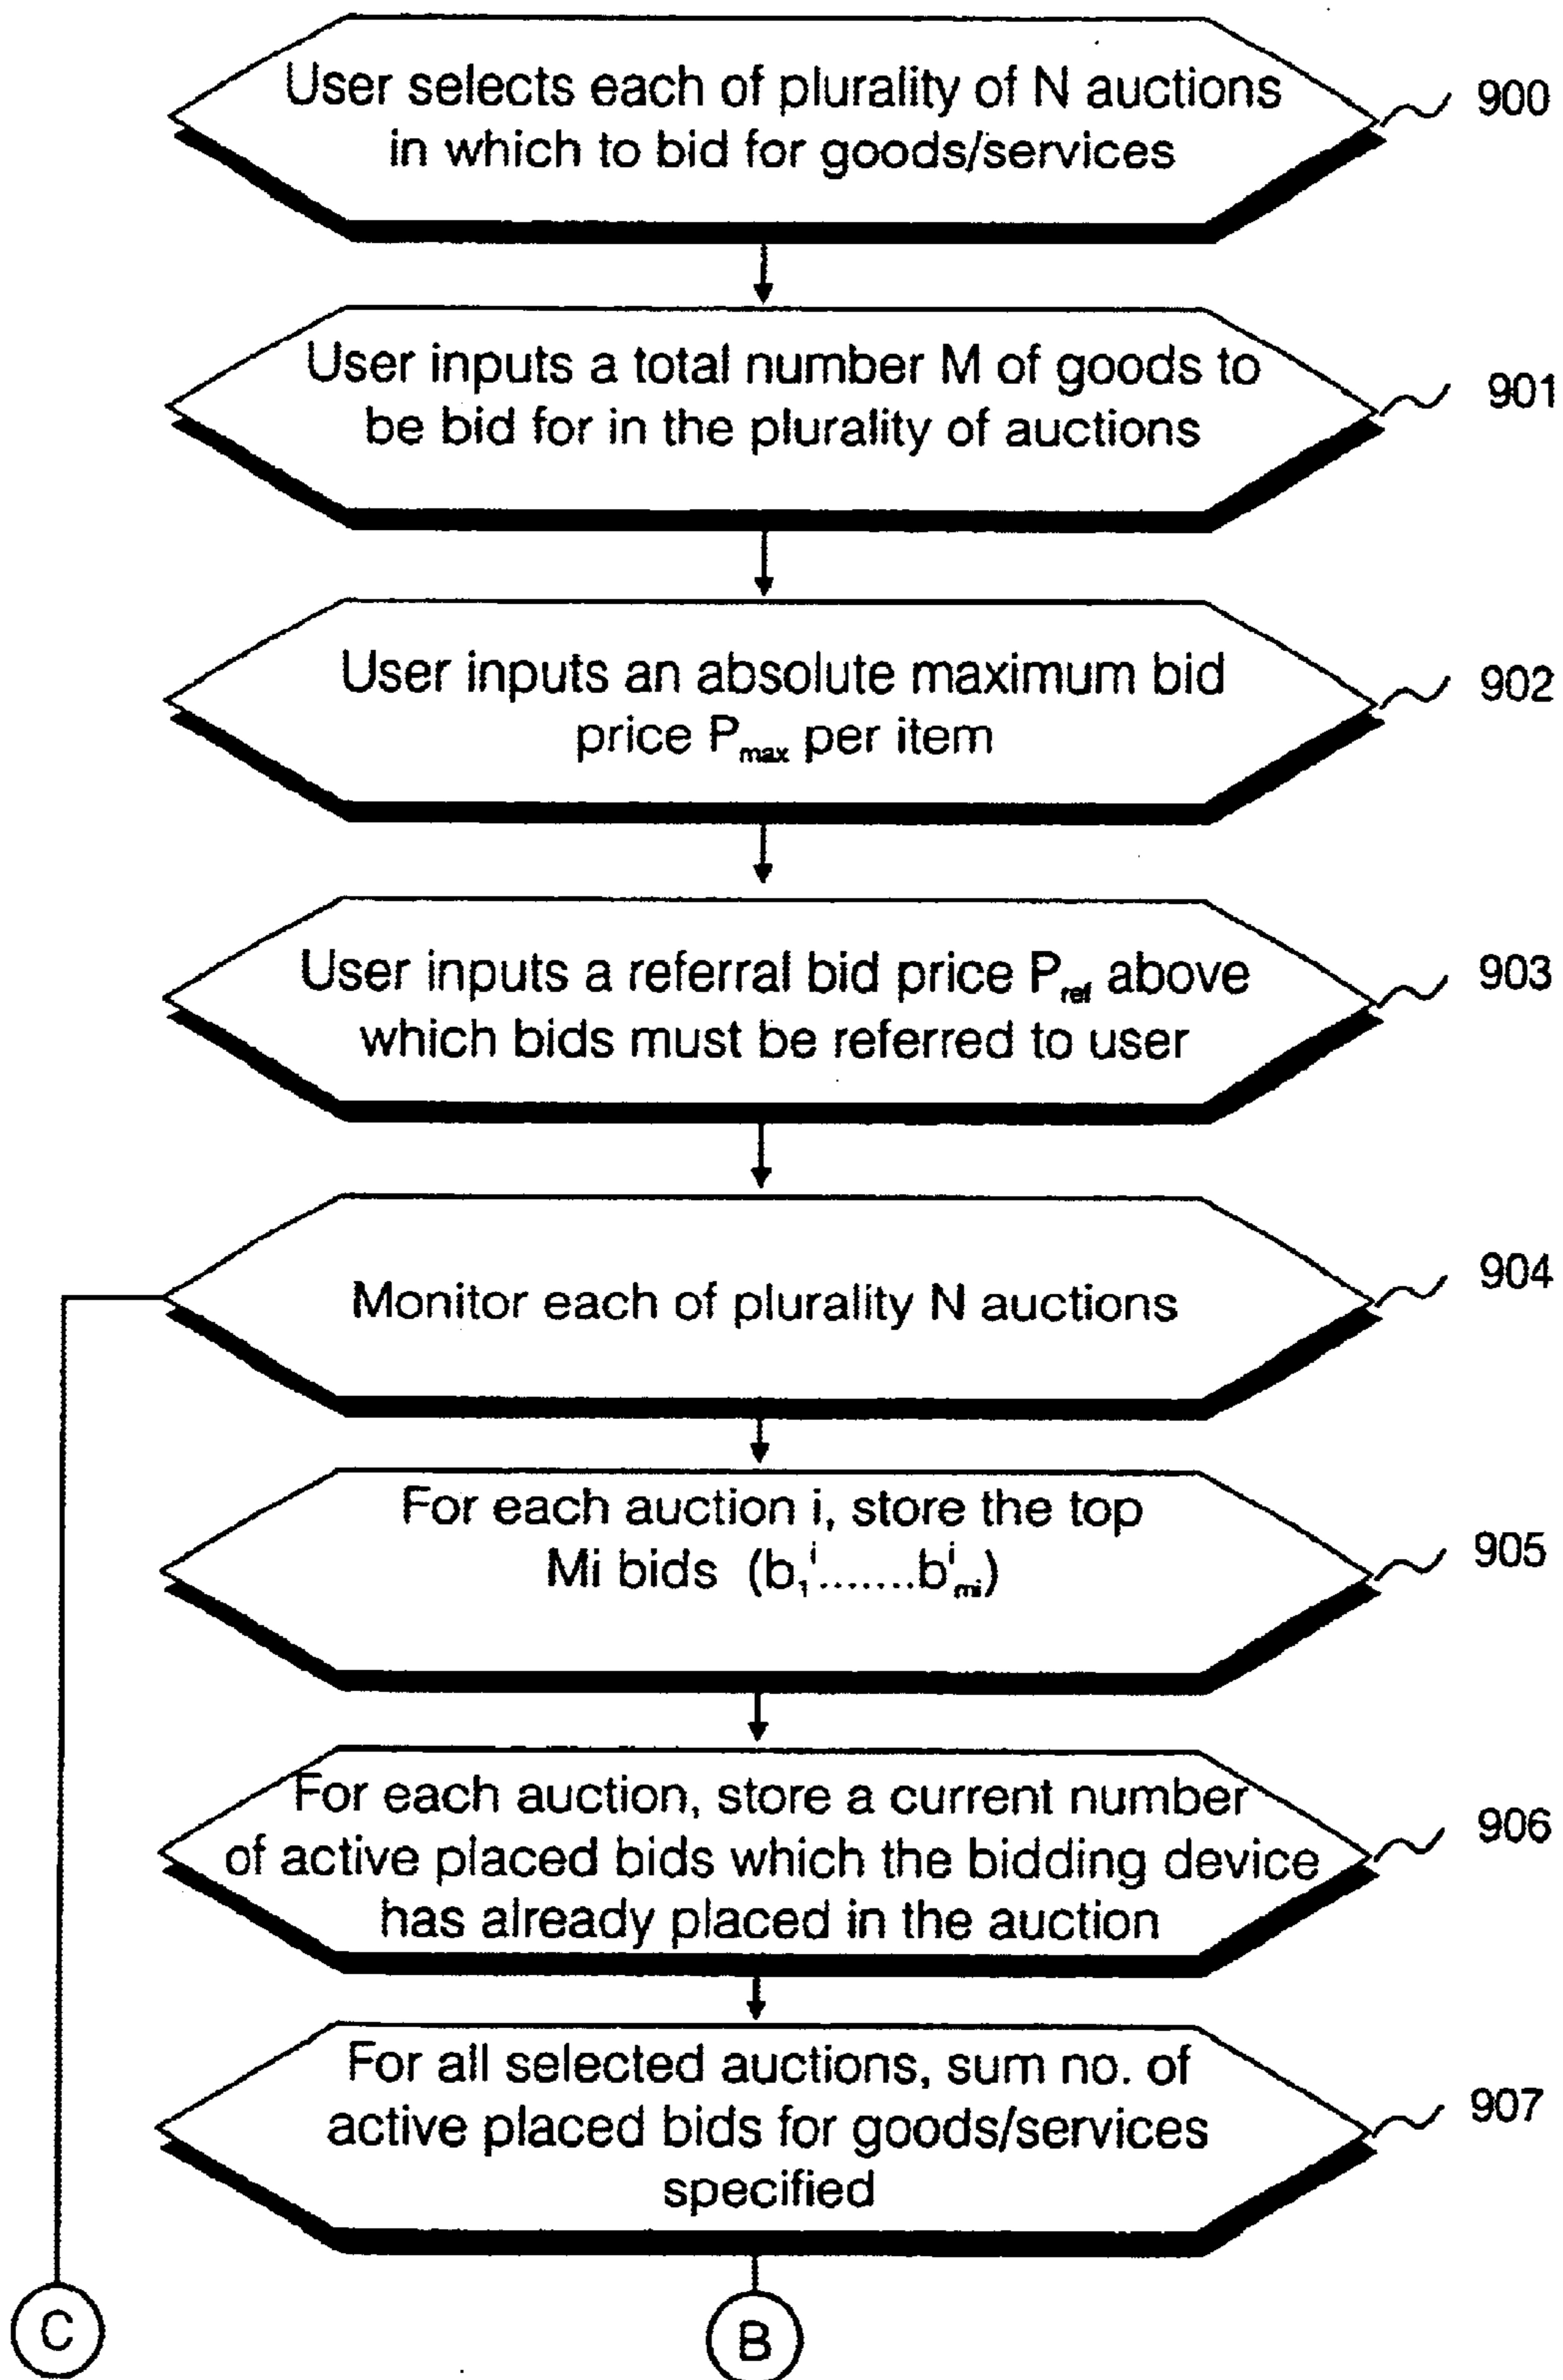 User selects each of plurality of N auctions
in which to bid for goods/services
900
User inputs a total number M of goods to
be bid for in the plurality of auctions
901
User inputs an absolute maximum bid
price Pmax per item
902
User inputs a referral bid price Pref above
which bids must be referred to user
903
Monitor each of plurality N auctions
904
For each auction i, store the top
Mi bids (b₁ⁱ........bⁱmi)
905
For each auction, store a current number
of active placed bids which the bidding device
has already placed in the auction
906
For all selected auctions, sum no. of
active placed bids for goods/services
specified
907
C
B